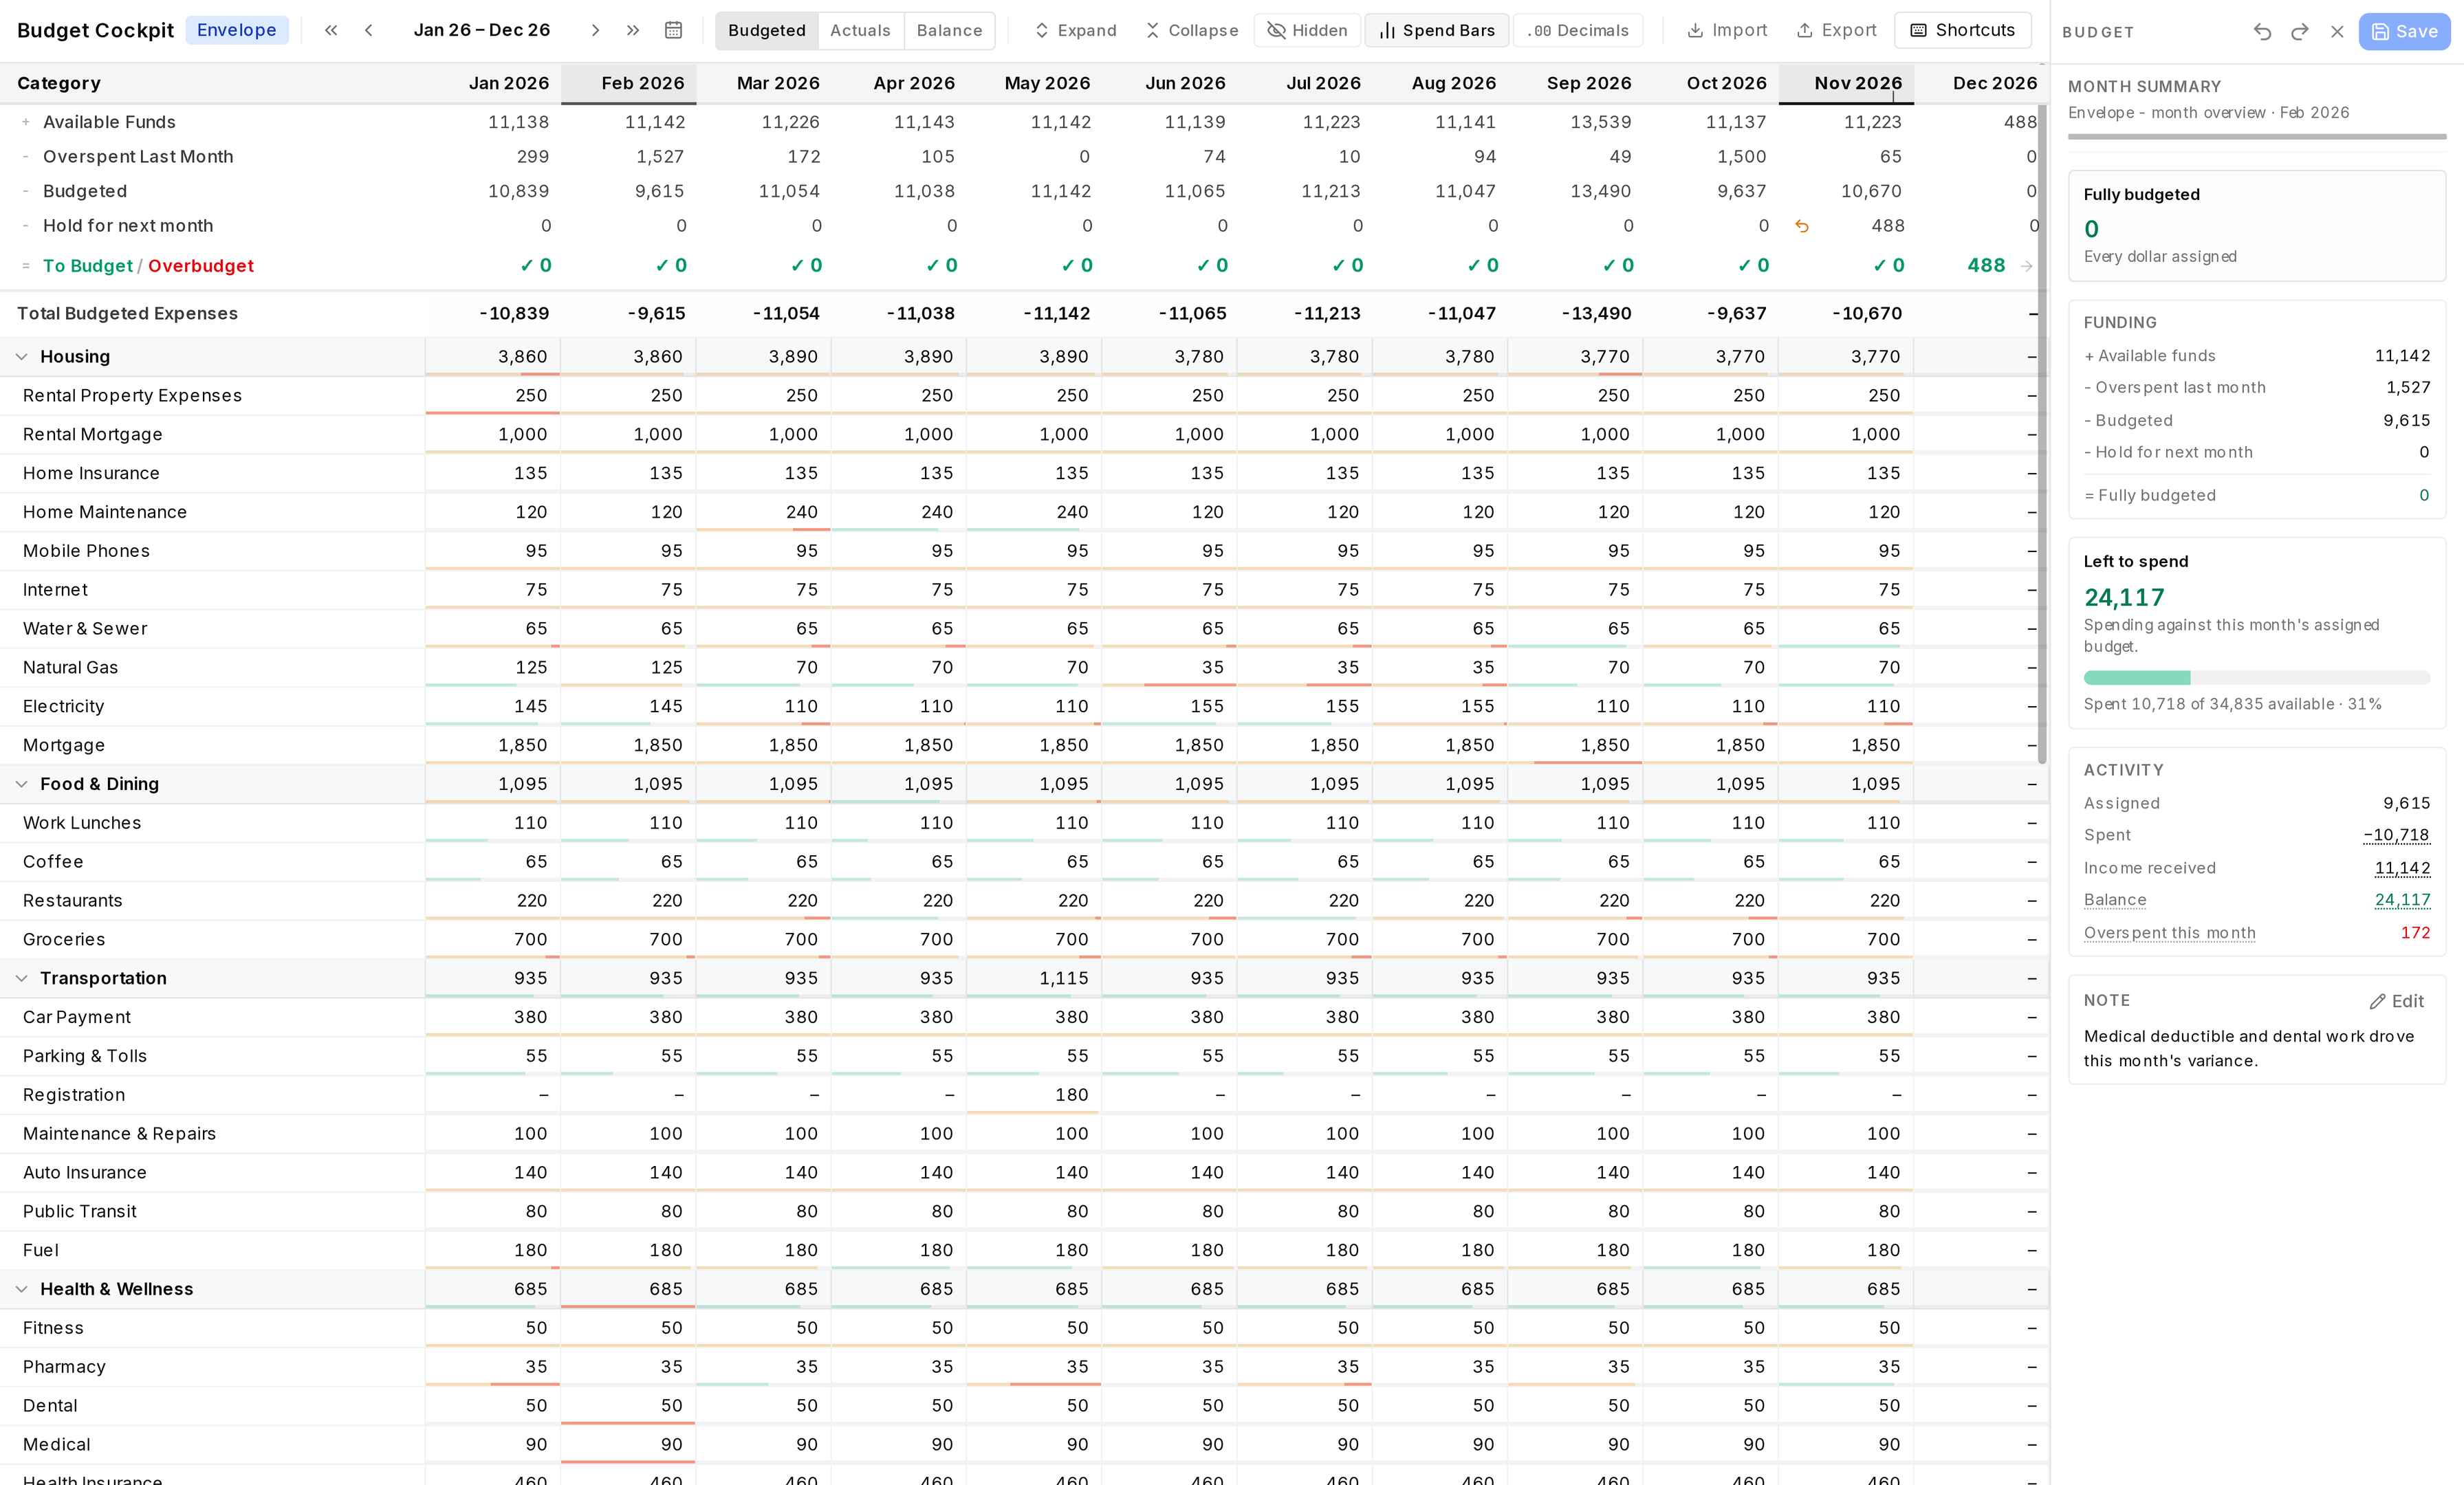 Budget Cockpit Envelope Jan 26 – Dec 26 Budgeted Actuals Balance Expand Collapse Hidden Spend Bars .00 Decimals Import Export Shortcuts
Category Jan 2026 Feb 2026 Mar 2026 Apr 2026 May 2026 Jun 2026 Jul 2026 Aug 2026 Sep 2026 Oct 2026 Nov 2026 Dec 2026
+ Available Funds 11,138 11,142 11,226 11,143 11,142 11,139 11,223 11,141 13,539 11,137 11,223 488
- Overspent Last Month 299 1,527 172 105 0 74 10 94 49 1,500 65 0
- Budgeted 10,839 9,615 11,054 11,038 11,142 11,065 11,213 11,047 13,490 9,637 10,670 0
- Hold for next month 0 0 0 0 0 0 0 0 0 0 488 0
= To Budget / Overbudget ✓ 0 ✓ 0 ✓ 0 ✓ 0 ✓ 0 ✓ 0 ✓ 0 ✓ 0 ✓ 0 ✓ 0 ✓ 0 488 →
Total Budgeted Expenses -10,839 -9,615 -11,054 -11,038 -11,142 -11,065 -11,213 -11,047 -13,490 -9,637 -10,670 –
Housing 3,860 3,860 3,890 3,890 3,890 3,780 3,780 3,780 3,770 3,770 3,770 –
Rental Property Expenses 250 250 250 250 250 250 250 250 250 250 250 –
Rental Mortgage 1,000 1,000 1,000 1,000 1,000 1,000 1,000 1,000 1,000 1,000 1,000 –
Home Insurance 135 135 135 135 135 135 135 135 135 135 135 –
Home Maintenance 120 120 240 240 240 120 120 120 120 120 120 –
Mobile Phones 95 95 95 95 95 95 95 95 95 95 95 –
Internet 75 75 75 75 75 75 75 75 75 75 75 –
Water & Sewer 65 65 65 65 65 65 65 65 65 65 65 –
Natural Gas 125 125 70 70 70 35 35 35 70 70 70 –
Electricity 145 145 110 110 110 155 155 155 110 110 110 –
Mortgage 1,850 1,850 1,850 1,850 1,850 1,850 1,850 1,850 1,850 1,850 1,850 –
Food & Dining 1,095 1,095 1,095 1,095 1,095 1,095 1,095 1,095 1,095 1,095 1,095 –
Work Lunches 110 110 110 110 110 110 110 110 110 110 110 –
Coffee 65 65 65 65 65 65 65 65 65 65 65 –
Restaurants 220 220 220 220 220 220 220 220 220 220 220 –
Groceries 700 700 700 700 700 700 700 700 700 700 700 –
Transportation 935 935 935 935 1,115 935 935 935 935 935 935 –
Car Payment 380 380 380 380 380 380 380 380 380 380 380 –
Parking & Tolls 55 55 55 55 55 55 55 55 55 55 55 –
Registration – – – – 180 – – – – – – –
Maintenance & Repairs 100 100 100 100 100 100 100 100 100 100 100 –
Auto Insurance 140 140 140 140 140 140 140 140 140 140 140 –
Public Transit 80 80 80 80 80 80 80 80 80 80 80 –
Fuel 180 180 180 180 180 180 180 180 180 180 180 –
Health & Wellness 685 685 685 685 685 685 685 685 685 685 685 –
Fitness 50 50 50 50 50 50 50 50 50 50 50 –
Pharmacy 35 35 35 35 35 35 35 35 35 35 35 –
Dental 50 50 50 50 50 50 50 50 50 50 50 –
Medical 90 90 90 90 90 90 90 90 90 90 90 –
Health Insurance 460 460 460 460 460 460 460 460 460 460 460 –
BUDGET Save
MONTH SUMMARY
Envelope - month overview · Feb 2026
Fully budgeted
0
Every dollar assigned
FUNDING
+ Available funds 11,142
- Overspent last month 1,527
- Budgeted 9,615
- Hold for next month 0
= Fully budgeted 0
Left to spend
24,117
Spending against this month's assigned
budget.
Spent 10,718 of 34,835 available · 31%
ACTIVITY
Assigned 9,615
Spent −10,718
Income received 11,142
Balance 24,117
Overspent this month 172
NOTE Edit
Medical deductible and dental work drove
this month's variance.